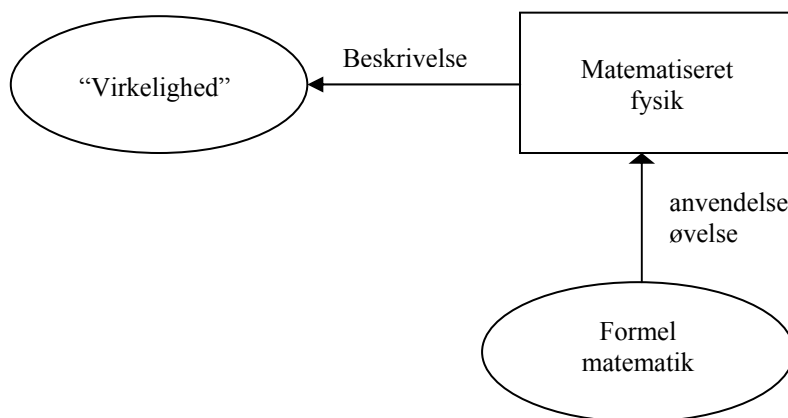 Beskrivelse
“Virkelighed”
Matematiseret
fysik
anvendelse
øvelse
Formel
matematik